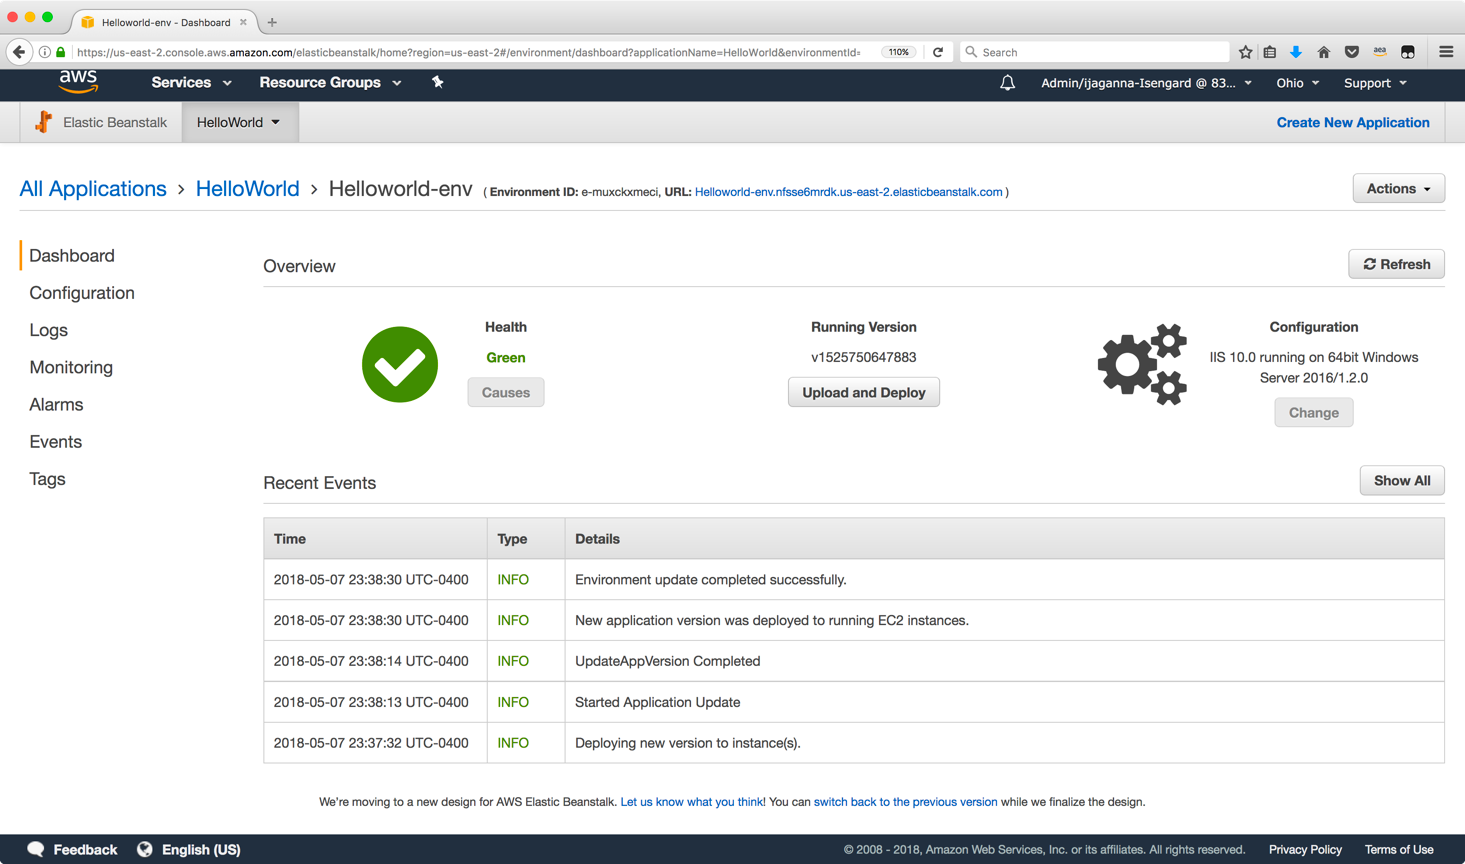 Helloworld-env - Dashboard
https://us-east-2.console.aws.amazon.com/elasticbeanstalk/home?region=us-east-2#/environment/dashboard?applicationName=HelloWorld&environmentId=
110%
Search
aea
aws
Services
Resource Groups
Admin/ijaganna-Isengard @ 83...
Ohio
Support
Elastic Beanstalk
HelloWorld
Create New Application
All Applications > HelloWorld > Helloworld-env ( Environment ID: e-muxckxmeci, URL: Helloworld-env.nfsse6mrdk.us-east-2.elasticbeanstalk.com )
Actions
Dashboard
Configuration
Logs
Monitoring
Alarms
Events
Tags
Overview
Refresh
Health
Green
Causes
Running Version
v1525750647883
Upload and Deploy
Configuration
IIS 10.0 running on 64bit Windows
Server 2016/1.2.0
Change
Recent Events
Show All
Time Type Details
2018-05-07 23:38:30 UTC-0400 INFO Environment update completed successfully.
2018-05-07 23:38:30 UTC-0400 INFO New application version was deployed to running EC2 instances.
2018-05-07 23:38:14 UTC-0400 INFO UpdateAppVersion Completed
2018-05-07 23:38:13 UTC-0400 INFO Started Application Update
2018-05-07 23:37:32 UTC-0400 INFO Deploying new version to instance(s).
We're moving to a new design for AWS Elastic Beanstalk. Let us know what you think! You can switch back to the previous version while we finalize the design.
Feedback
English (US)
© 2008 - 2018, Amazon Web Services, Inc. or its affiliates. All rights reserved.
Privacy Policy
Terms of Use